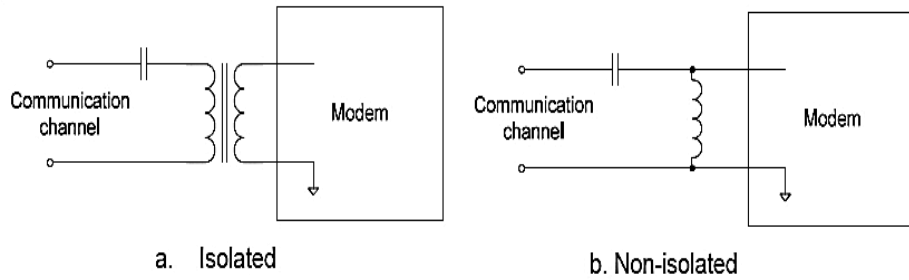 Communication
channel
Modem
a. Isolated
Communication
channel
Modem
b. Non-isolated